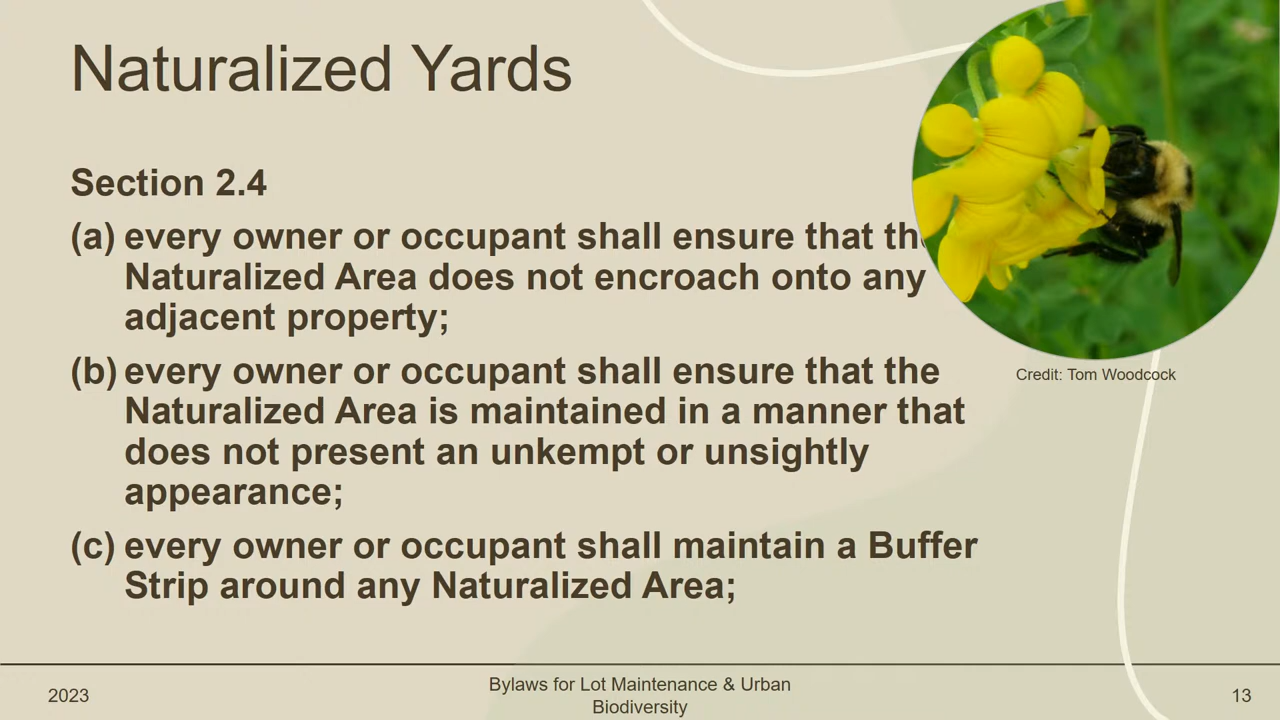 Naturalized Yards
Section 2.4
(a) every owner or occupant shall ensure that the
Naturalized Area does not encroach onto any
adjacent property;
(b) every owner or occupant shall ensure that the
Naturalized Area is maintained in a manner that
does not present an unkempt or unsightly
appearance;
(c) every owner or occupant shall maintain a Buffer
Strip around any Naturalized Area;
Credit: Tom Woodcock
2023
Bylaws for Lot Maintenance & Urban
Biodiversity
13